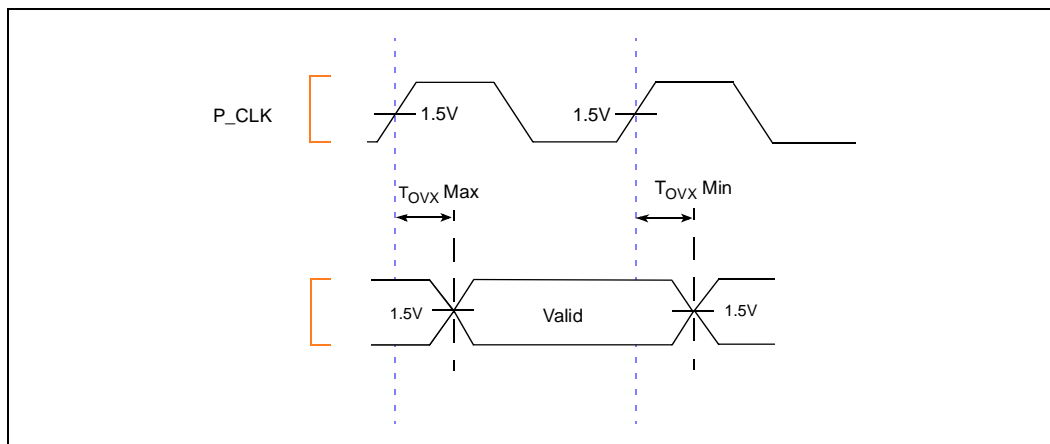 P_CLK
1.5V
1.5V
TOVX Max
TOVX Min
1.5V
Valid
1.5V